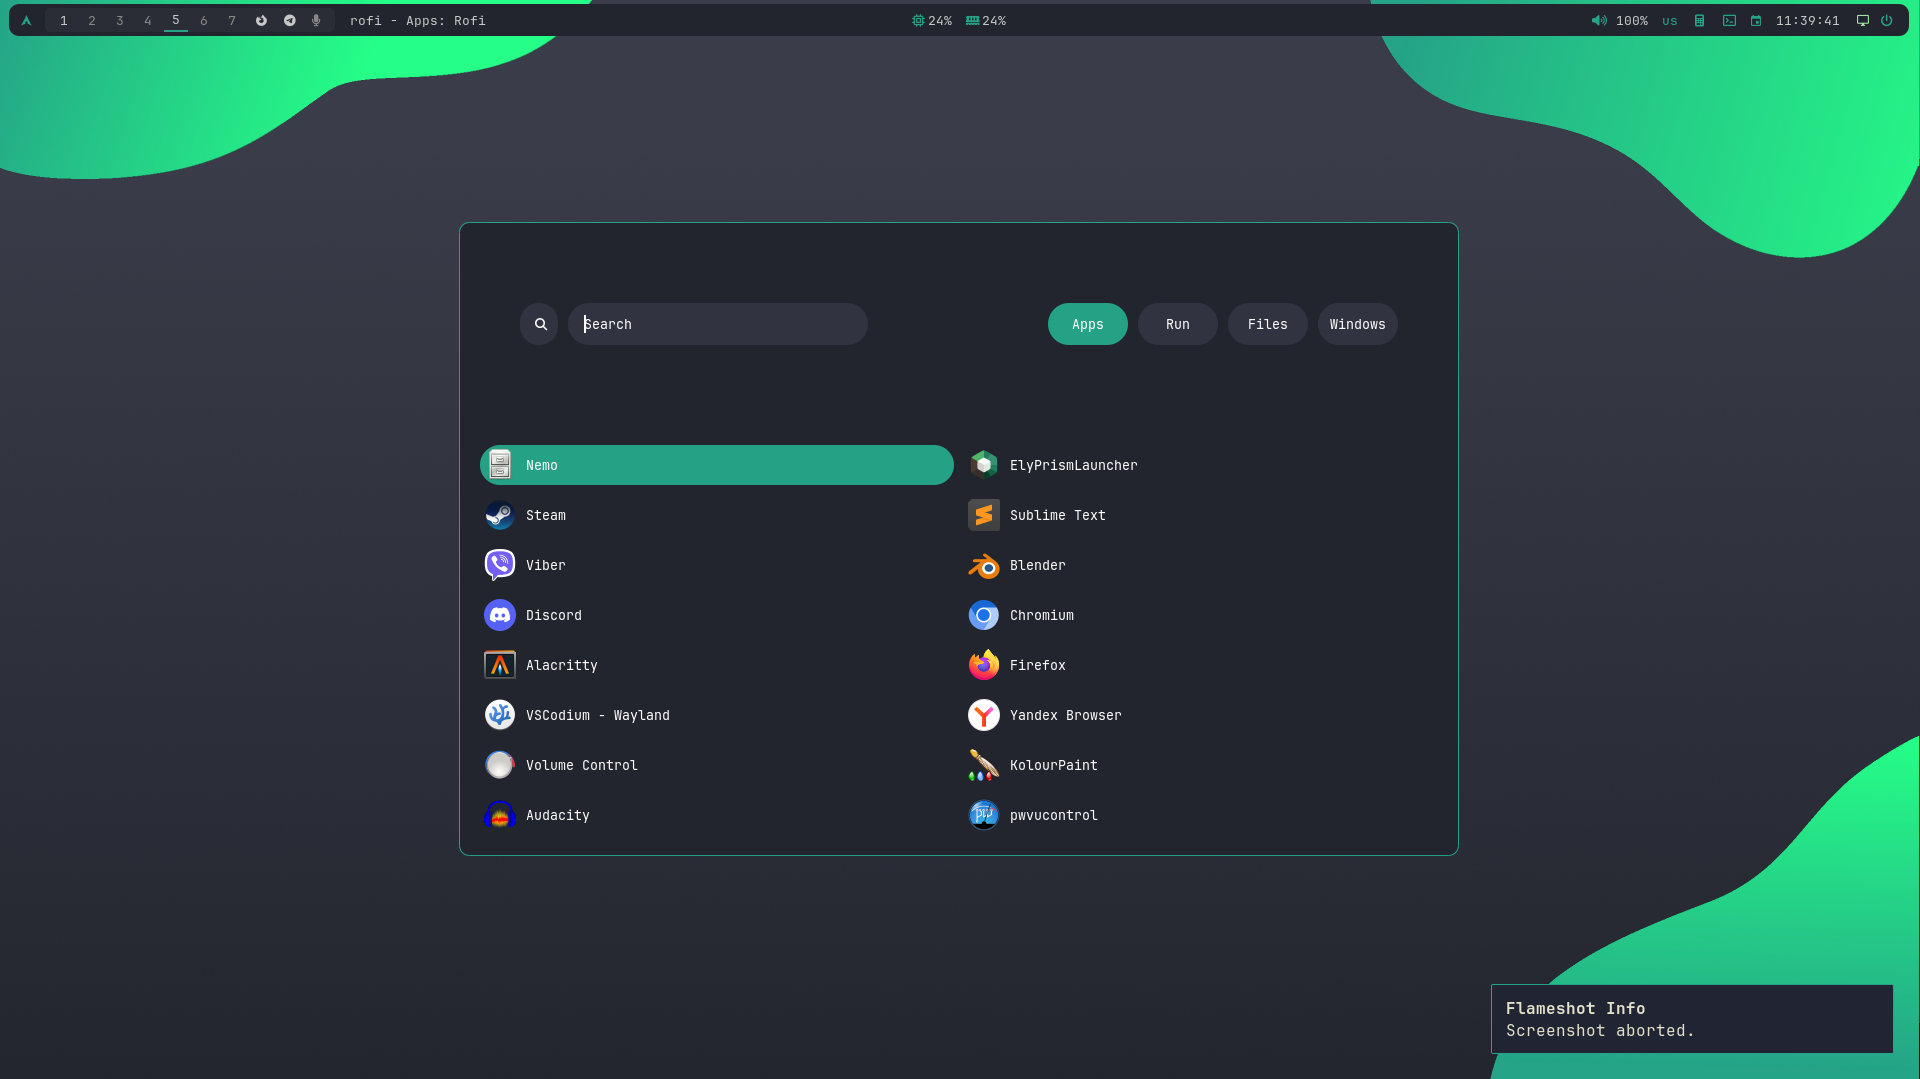 1 2 3 4 5 6 7 rofi - Apps: Rofi 24% 24% 100% us 11:39:41
Search Apps Run Files Windows
Nemo ElyPrismLauncher
Steam Sublime Text
Viber Blender
Discord Chromium
Alacritty Firefox
VSCodium - Wayland Yandex Browser
Volume Control KolourPaint
Audacity pwvucontrol
Flameshot Info
Screenshot aborted.